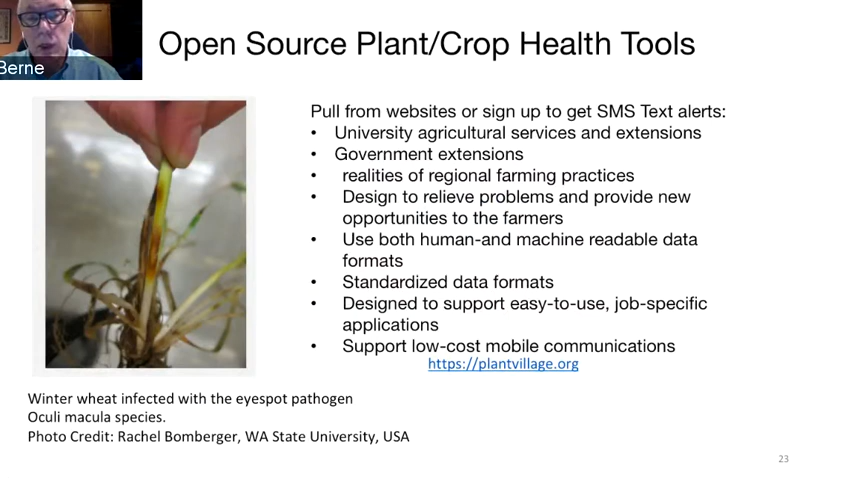 Berne
Open Source Plant/Crop Health Tools
Pull from websites or sign up to get SMS Text alerts:
• University agricultural services and extensions
• Government extensions
• realities of regional farming practices
• Design to relieve problems and provide new
opportunities to the farmers
• Use both human-and machine readable data
formats
• Standardized data formats
• Designed to support easy-to-use, job-specific
applications
• Support low-cost mobile communications
https://plantvillage.org
Winter wheat infected with the eyespot pathogen
Oculi macula species.
Photo Credit: Rachel Bomberger, WA State University, USA
23